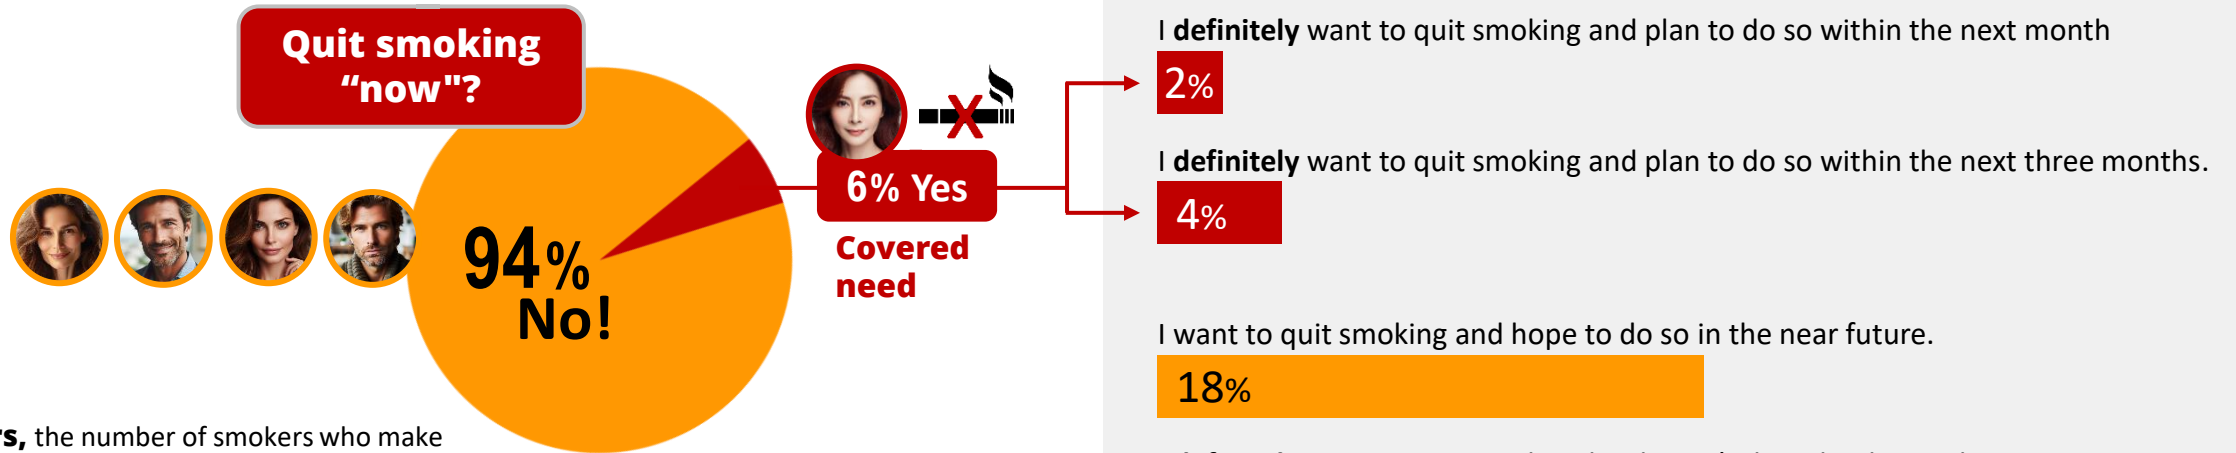 Quit smoking
“now"?
94%
No!
6% Yes
Covered
need
the number of smokers who make
I definitely want to quit smoking and plan to do so within the next month
2%
I definitely want to quit smoking and plan to do so within the next three months.
4%
I want to quit smoking and hope to do so in the near future.
18%